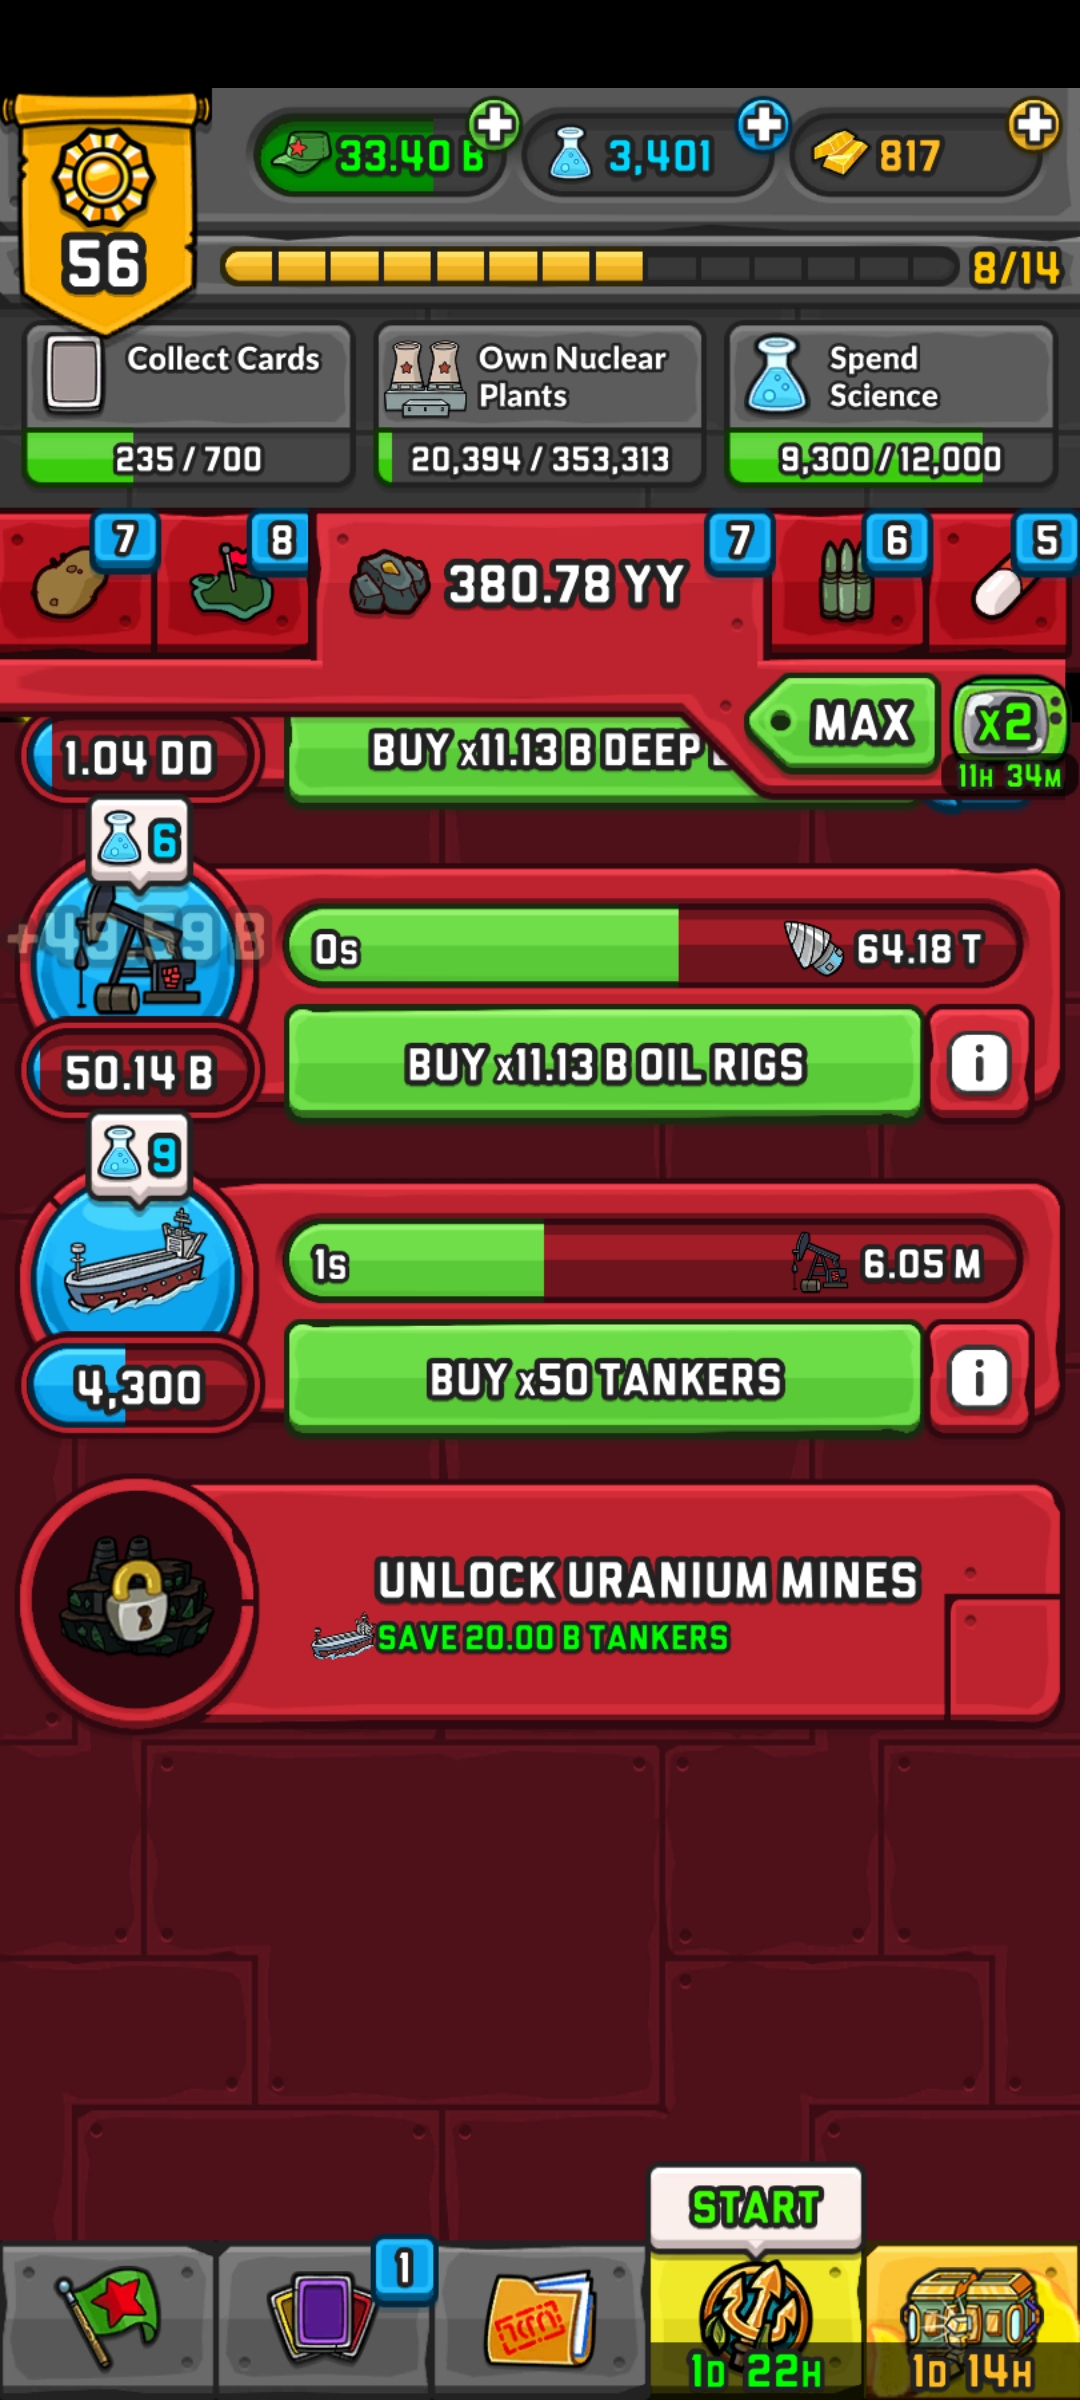 33.40 B
3,401
817
56
8/14
Collect Cards
235 / 700
Own Nuclear
Plants
20,394 / 353,313
Spend
Science
9,300 / 12,000
7
8
380.78 YY
7
6
5
MAX
x2
11H 34M
1.04 DD
BUY x11.13 B DEEP
6
+49.59 B
0s
64.18 T
50.14 B
BUY x11.13 B OIL RIGS
i
9
1s
6.05 M
4,300
BUY x50 TANKERS
i
UNLOCK URANIUM MINES
SAVE 20.00 B TANKERS
START
1
1D 22H
1D 14H